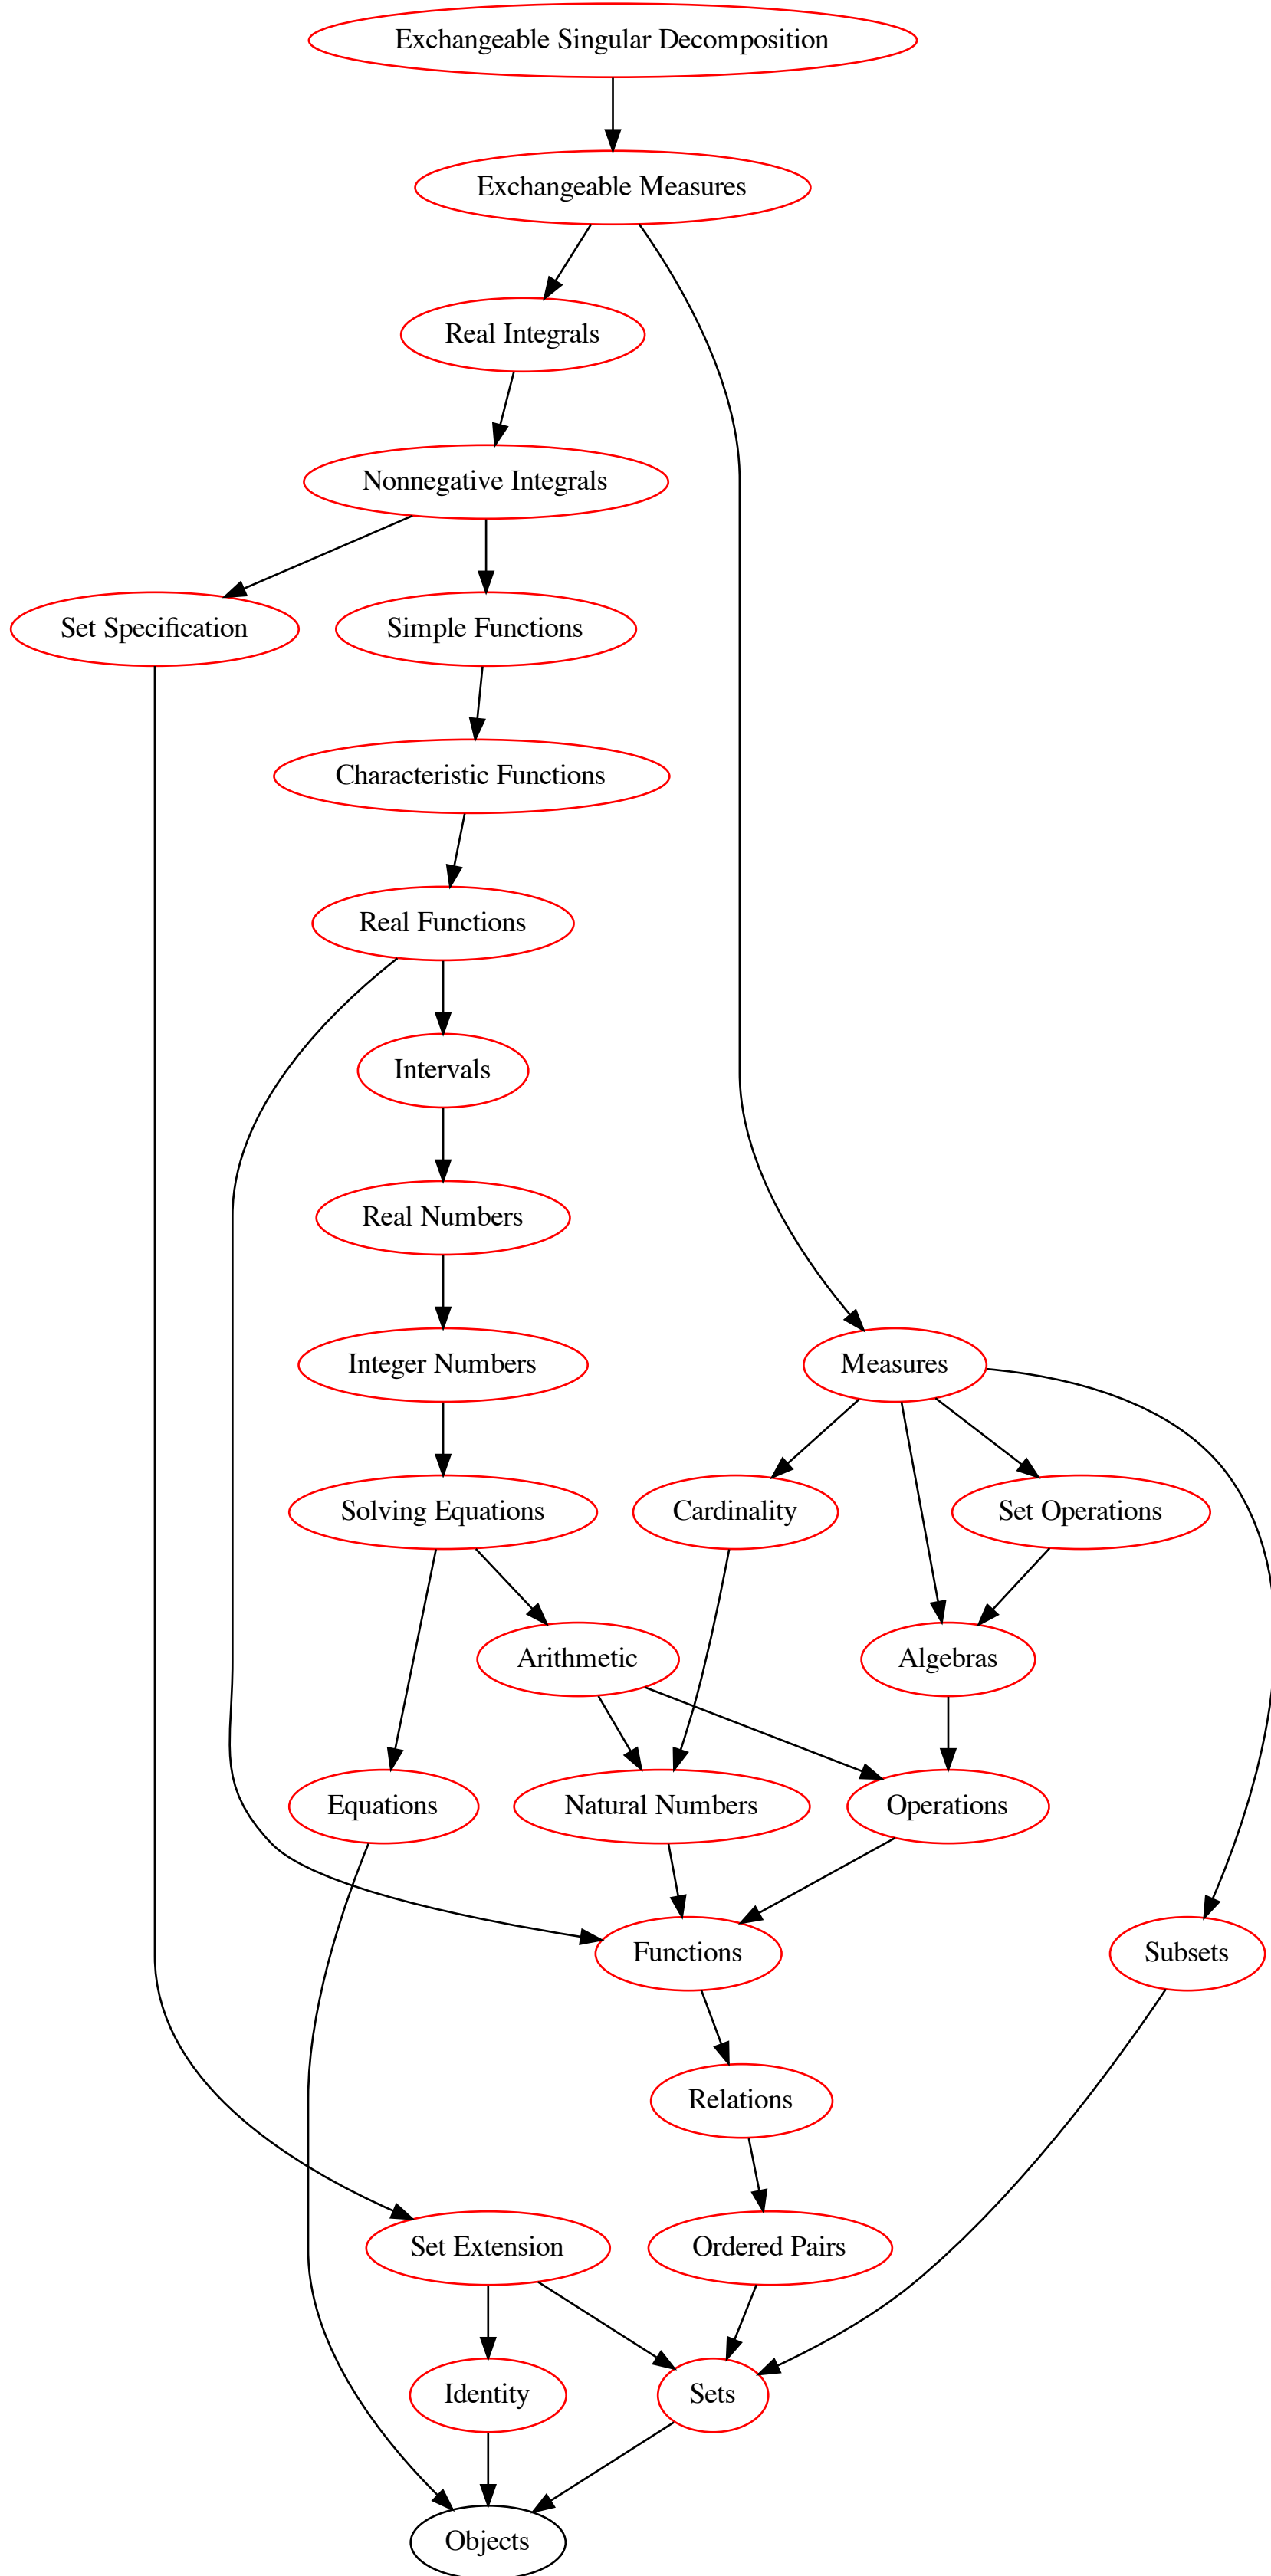 Exchangeable Singular Decomposition
Exchangeable Measures
Real Integrals
Nonnegative Integrals
Set Specification
Simple Functions
Characteristic Functions
Real Functions
Intervals
Real Numbers
Integer Numbers
Measures
Solving Equations
Cardinality
Set Operations
Arithmetic
Algebras
Equations
Natural Numbers
Operations
Functions
Subsets
Relations
Set Extension
Ordered Pairs
Identity
Sets
Objects